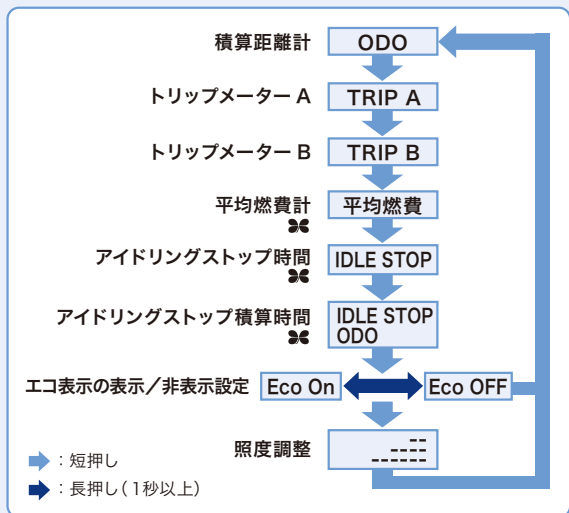 積算距離計 ODO
トリップメーター A TRIP A
トリップメーター B TRIP B
平均燃費計 平均燃費
アイドリングストップ時間 IDLE STOP
アイドリングストップ積算時間 IDLE STOP
ODO
エコ表示の表示/非表示設定 Eco On Eco OFF
照度調整 --
----
------
:短押し
:長押し(1秒以上)